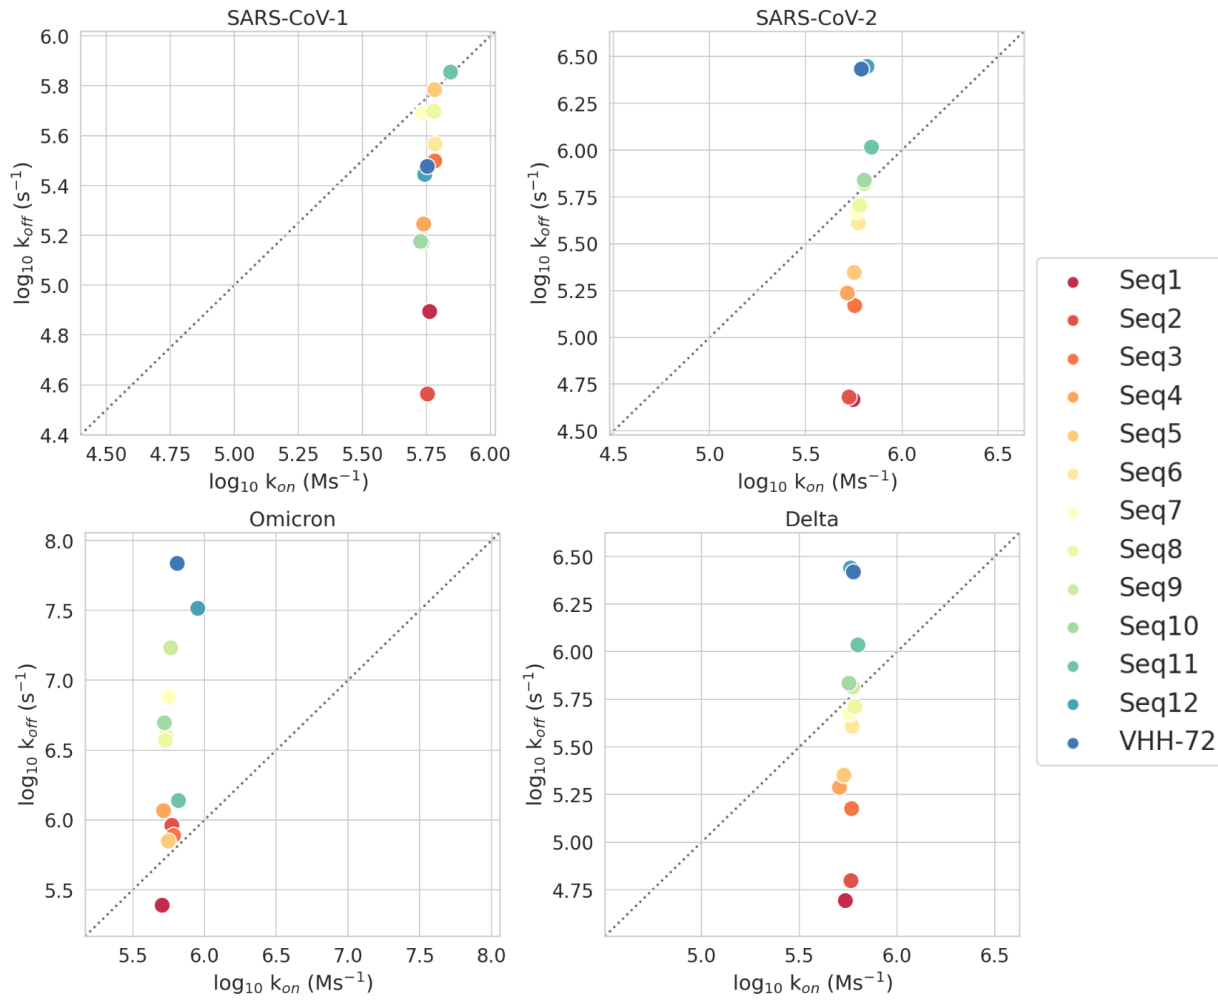 SARS-CoV-1
6.0
5.8
5.6
5.4
5.2
5.0
4.8
4.6
4.4
log10 koff (s−1)
4.50 4.75 5.00 5.25 5.50 5.75 6.00
log10 kon (Ms−1)
SARS-CoV-2
6.50
6.25
6.00
5.75
5.50
5.25
5.00
4.75
4.50
log10 koff (s−1)
4.5 5.0 5.5 6.0 6.5
log10 kon (Ms−1)
Omicron
8.0
7.5
7.0
6.5
6.0
5.5
log10 koff (s−1)
5.5 6.0 6.5 7.0 7.5 8.0
log10 kon (Ms−1)
Delta
6.50
6.25
6.00
5.75
5.50
5.25
5.00
4.75
log10 koff (s−1)
5.0 5.5 6.0 6.5
log10 kon (Ms−1)
Seq1
Seq2
Seq3
Seq4
Seq5
Seq6
Seq7
Seq8
Seq9
Seq10
Seq11
Seq12
VHH-72